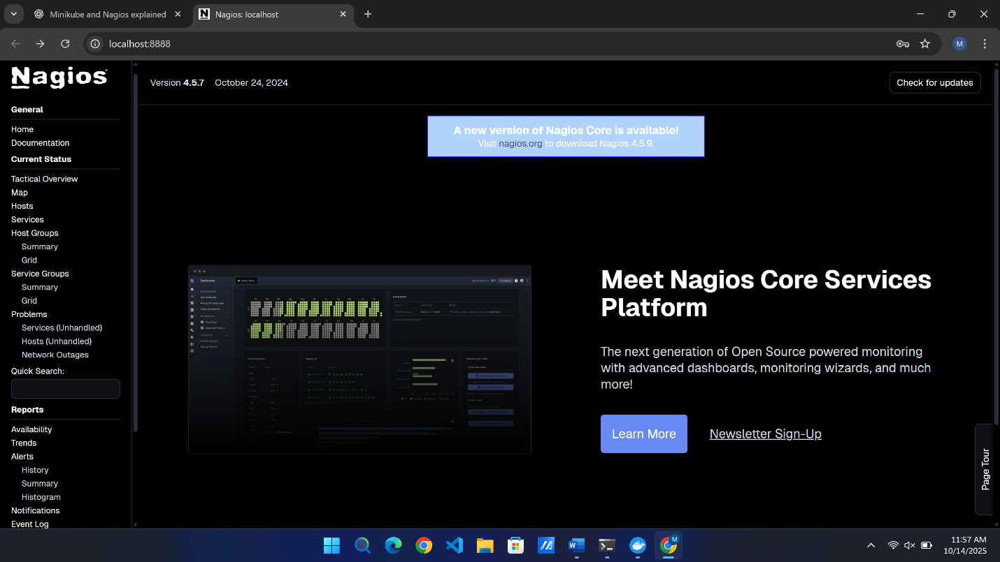 Minikube and Nagios explained
Nagios: localhost
localhost:8888
M
Nagios
General
Home
Documentation
Current Status
Tactical Overview
Map
Hosts
Services
Host Groups
Summary
Grid
Service Groups
Summary
Grid
Problems
Services (Unhandled)
Hosts (Unhandled)
Network Outages
Quick Search:
Reports
Availability
Trends
Alerts
History
Summary
Histogram
Notifications
Event Log
Version 4.5.7 October 24, 2024
Check for updates
A new version of Nagios Core is available!
Visit nagios.org to download Nagios 4.5.9.
Dashboards
Meet Nagios Core Services
Platform
The next generation of Open Source powered monitoring
with advanced dashboards, monitoring wizards, and much
more!
Learn More
Newsletter Sign-Up
Page Tour
11:57 AM
10/14/2025